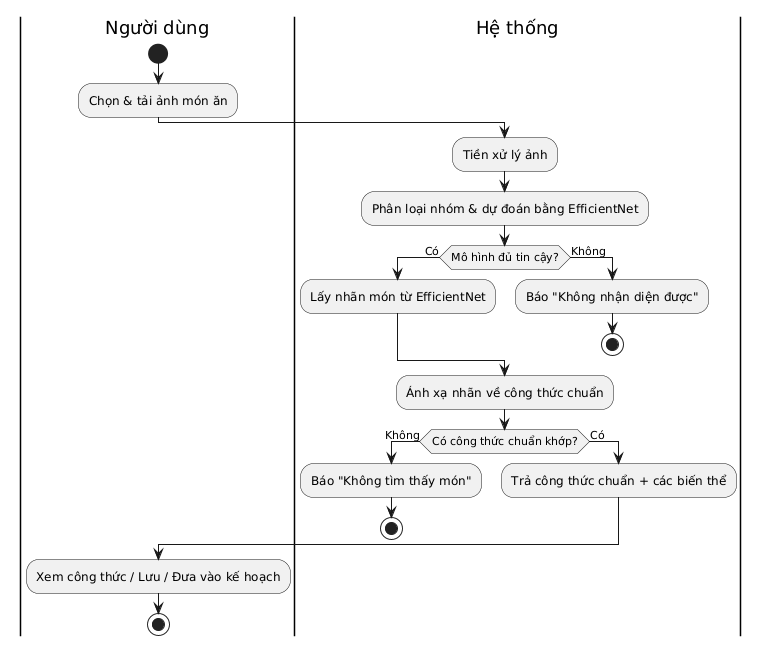 Người dùng
Hệ thống
Chọn & tải ảnh món ăn
Tiền xử lý ảnh
Phân loại nhóm & dự đoán bằng EfficientNet
Có
Mô hình đủ tin cậy?
Không
Lấy nhãn món từ EfficientNet
Báo "Không nhận diện được"
Ánh xạ nhãn về công thức chuẩn
Không
Có công thức chuẩn khớp?
Có
Báo "Không tìm thấy món"
Trả công thức chuẩn + các biến thể
Xem công thức / Lưu / Đưa vào kế hoạch